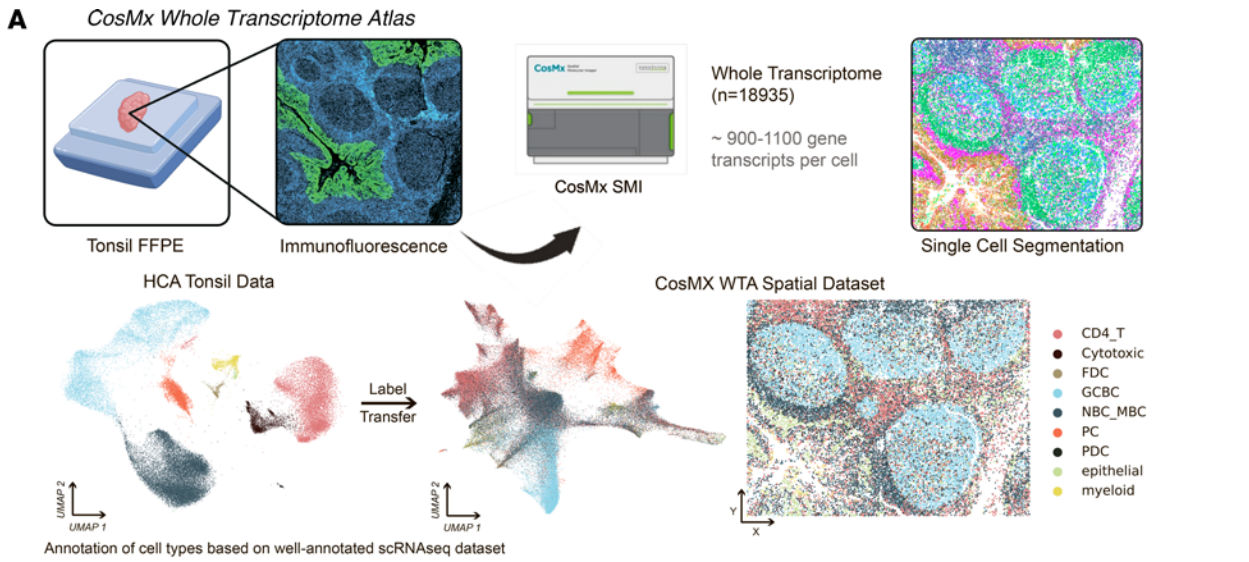 A
CosMx Whole Transcriptome Atlas
CosMx
Whole Transcriptome
(n=18935)
~ 900-1100 gene
transcripts per cell
Tonsil FFPE
Immunofluorescence
CosMx SMI
Single Cell Segmentation
HCA Tonsil Data
CosMX WTA Spatial Dataset
Label
Transfer
CD4_T
Cytotoxic
FDC
GCBC
NBC_MBC
PC
PDC
epithelial
myeloid
UMAP 2
UMAP 1
UMAP 2
UMAP 1
Y
X
Annotation of cell types based on well-annotated scRNAseq dataset